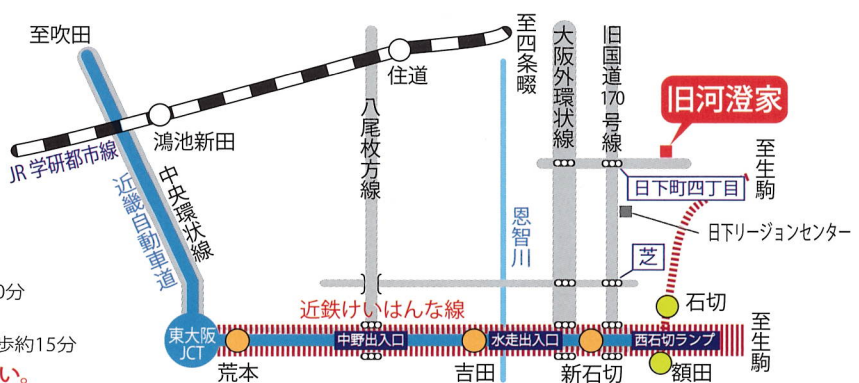 至吹田
鴻池新田
住道
至四条畷
JR学研都市線
近畿自動車道
中央環状線
八尾枚方線
恩智川
大阪外環状線
旧国道170号線
旧河澄家
至生駒
日下町四丁目
日下リージョンセンター
芝
近鉄けいはんな線
石切
東大阪
JCT
中野出入口
水走出入口
西石切ランプ
至生駒
荒本
吉田
新石切
額田
0分
歩約15分
い。